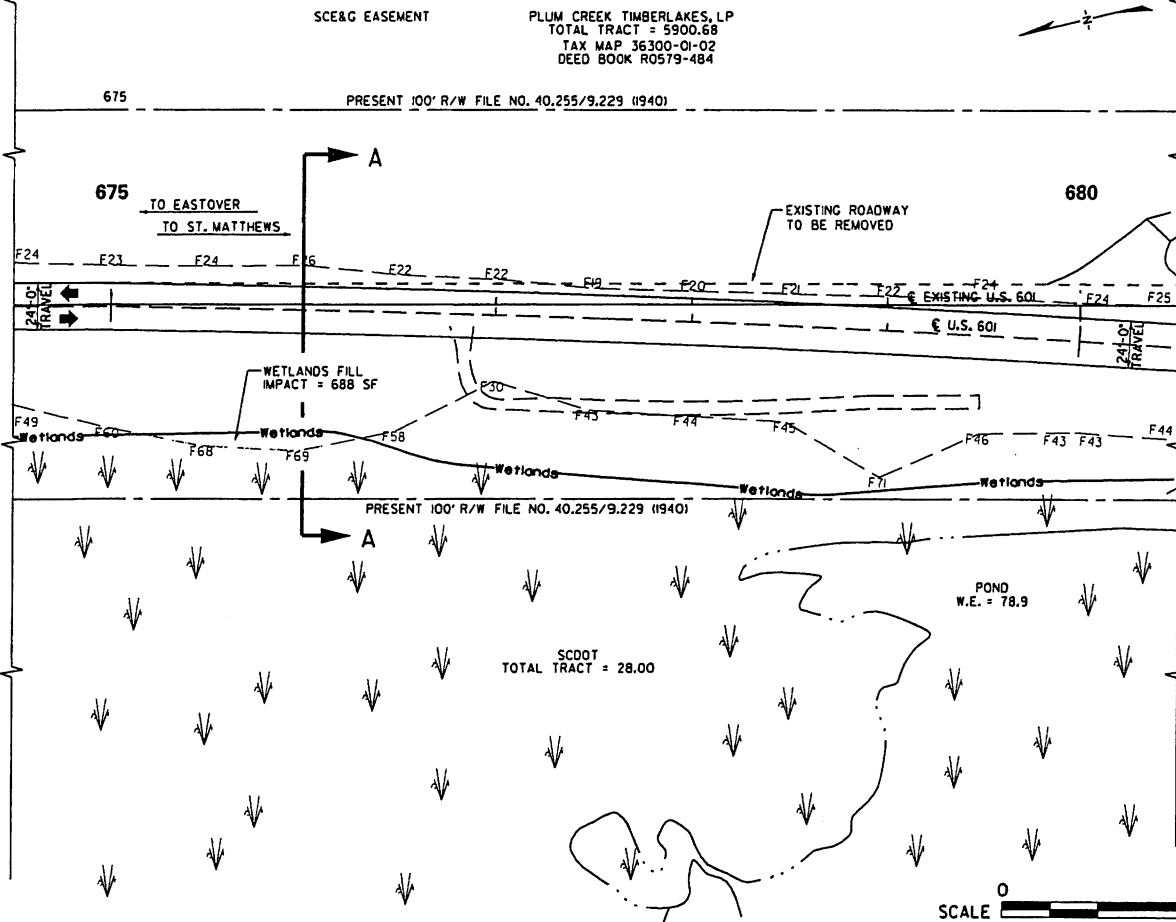 SCE&G EASEMENT
PLUM CREEK TIMBERLAKES, LP
TOTAL TRACT = 5900.68
TAX MAP 36300-01-02
DEED BOOK R0579-484
N
675
PRESENT 100' R/W FILE NO. 40.255/9.229 (1940)
A
675
680
TO EASTOVER
TO ST. MATTHEWS
EXISTING ROADWAY
TO BE REMOVED
F24
F23
F24
F26
F22
F22
F19
F20
F21
F22
F24
24'-0"
TRAVEL
℄ EXISTING U.S. 601
F24
F25
℄ U.S. 601
24'-0"
TRAVEL
WETLANDS FILL
IMPACT = 688 SF
F30
F49
F60
F68
F69
F58
F43
F44
F45
F46
F43
F43
F44
F71
Wetlands
Wetlands
Wetlands
Wetlands
Wetlands
PRESENT 100' R/W FILE NO. 40.255/9.229 (1940)
A
POND
W.E. = 78.9
SCDOT
TOTAL TRACT = 28.00
0
SCALE